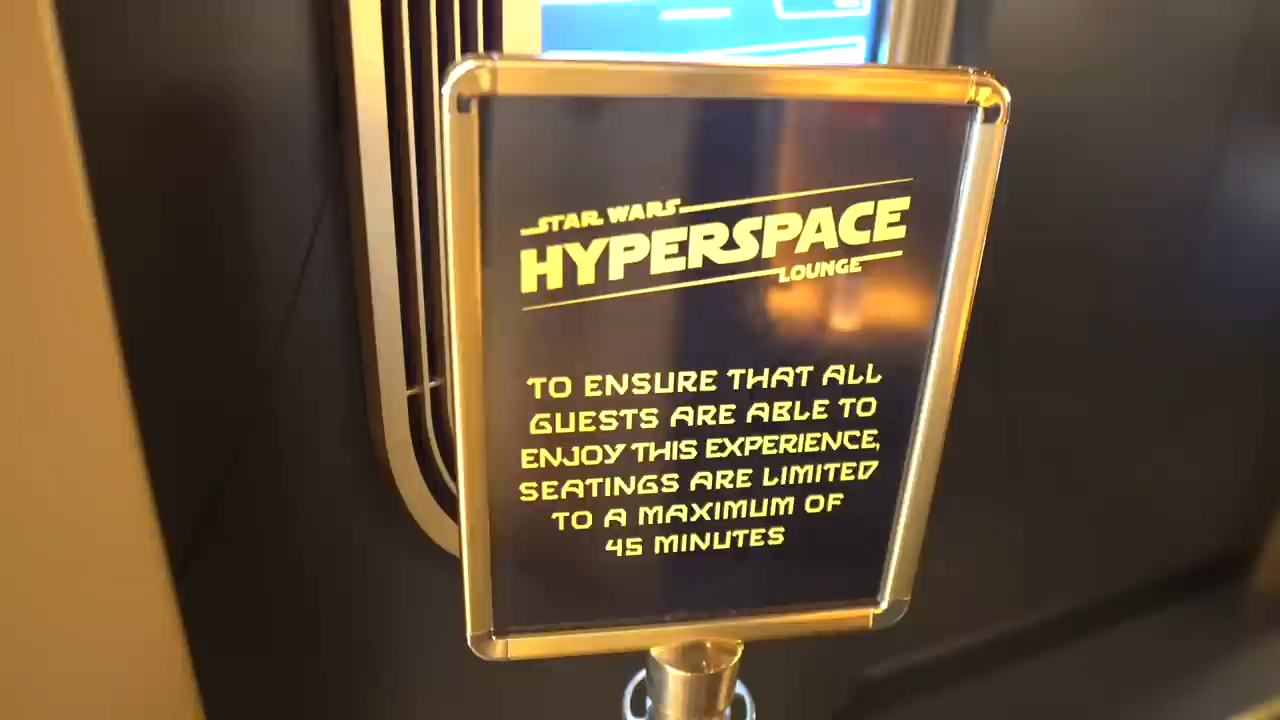 STAR WARS
HYPERSPACE
LOUNGE
TO ENSURE THAT ALL
GUESTS ARE ABLE TO
ENJOY THIS EXPERIENCE,
SEATINGS ARE LIMITED
TO A MAXIMUM OF
45 MINUTES